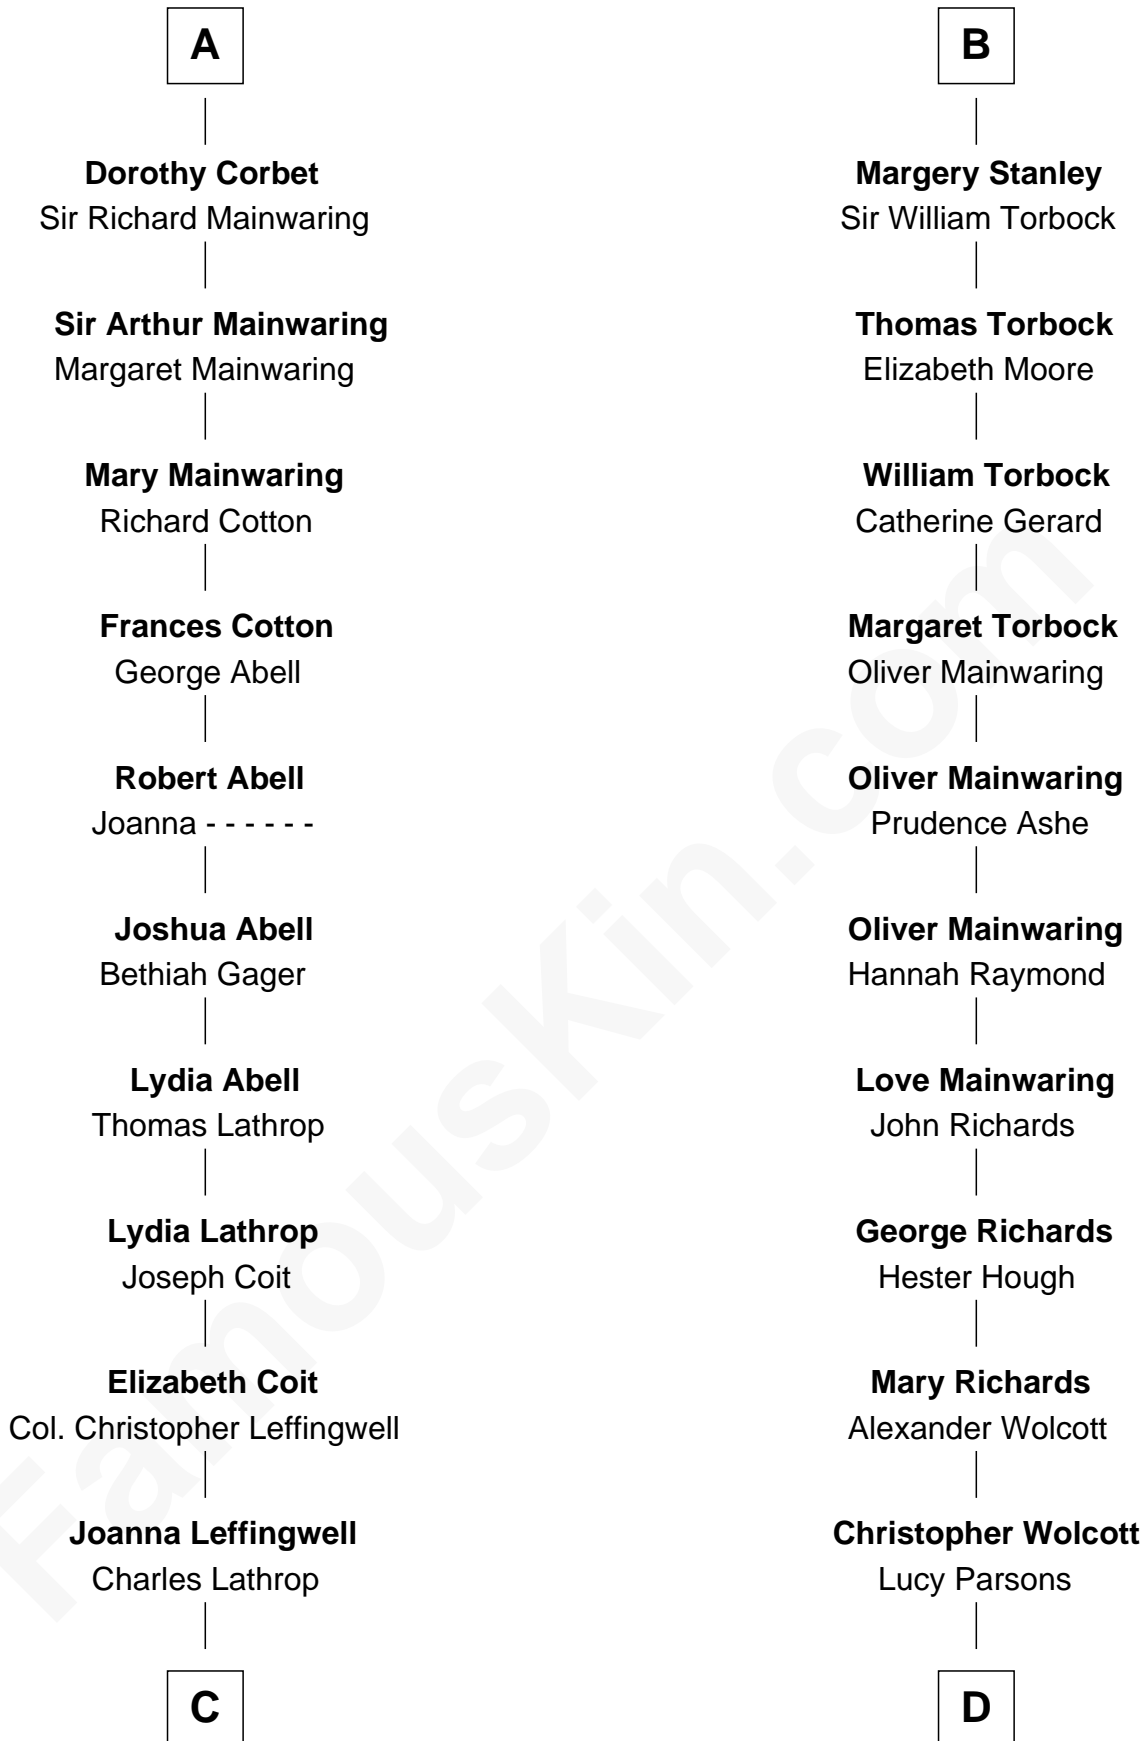 A
Dorothy Corbet
Sir Richard Mainwaring
Sir Arthur Mainwaring
Margaret Mainwaring
Mary Mainwaring
Richard Cotton
Frances Cotton
George Abell
Robert Abell
Joanna - - - - - -
Joshua Abell
Bethiah Gager
Lydia Abell
Thomas Lathrop
Lydia Lathrop
Joseph Coit
Elizabeth Coit
Col. Christopher Leffingwell
Joanna Leffingwell
Charles Lathrop
C
B
Margery Stanley
Sir William Torbock
Thomas Torbock
Elizabeth Moore
William Torbock
Catherine Gerard
Margaret Torbock
Oliver Mainwaring
Oliver Mainwaring
Prudence Ashe
Oliver Mainwaring
Hannah Raymond
Love Mainwaring
John Richards
George Richards
Hester Hough
Mary Richards
Alexander Wolcott
Christopher Wolcott
Lucy Parsons
D
FamousKin.com